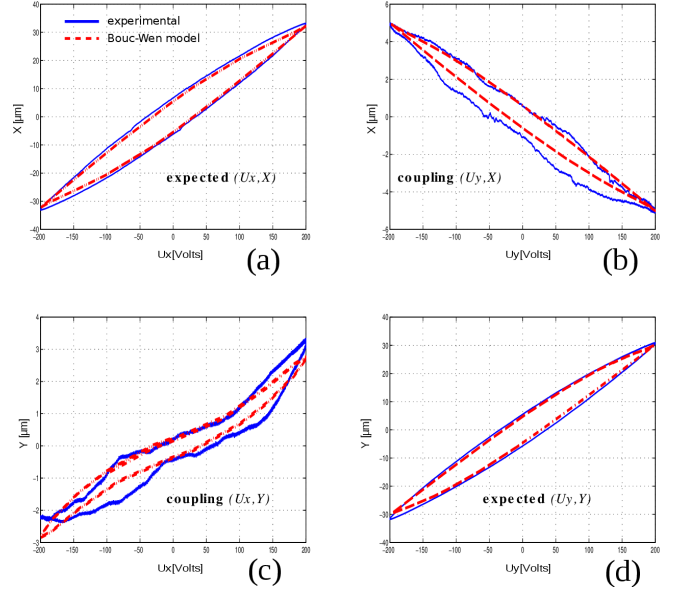 40
30
20
10
0
-10
-20
-30
-40
X [µm]
experimental
Bouc-Wen model
expected (Ux,X)
-200 -150 -100 -50 0 50 100 150 200
Ux[Volts]
(a)
6
4
2
0
-2
-4
-6
X [µm]
coupling (Uy,X)
-200 -150 -100 -50 0 50 100 150 200
Uy[Volts]
(b)
4
3
2
1
0
-1
-2
-3
Y [µm]
coupling (Ux,Y)
-200 -150 -100 -50 0 50 100 150 200
Ux[Volts]
(c)
40
30
20
10
0
-10
-20
-30
-40
Y [µm]
expected (Uy,Y)
-200 -150 -100 -50 0 50 100 150 200
Uy[Volts]
(d)